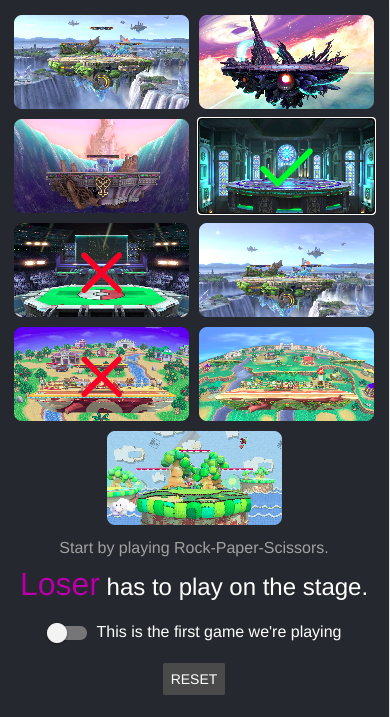 Start by playing Rock-Paper-Scissors.
Loser has to play on the stage.
This is the first game we're playing
RESET